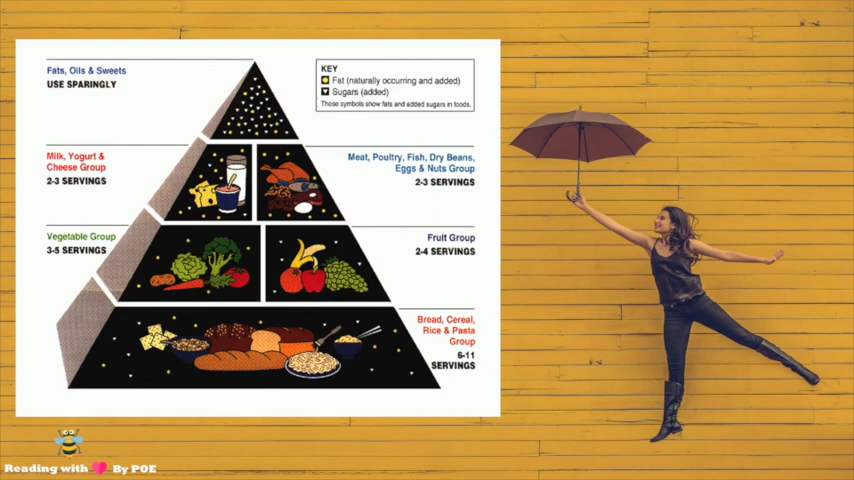 Fats, Oils & Sweets
USE SPARINGLY
KEY
Fat (naturally occurring and added)
Sugars (added)
These symbols show fats and added sugars in foods.
Milk, Yogurt &
Cheese Group
2-3 SERVINGS
Meat, Poultry, Fish, Dry Beans,
Eggs & Nuts Group
2-3 SERVINGS
Vegetable Group
3-5 SERVINGS
Fruit Group
2-4 SERVINGS
Bread, Cereal,
Rice & Pasta
Group
6-11
SERVINGS
Reading with By POE